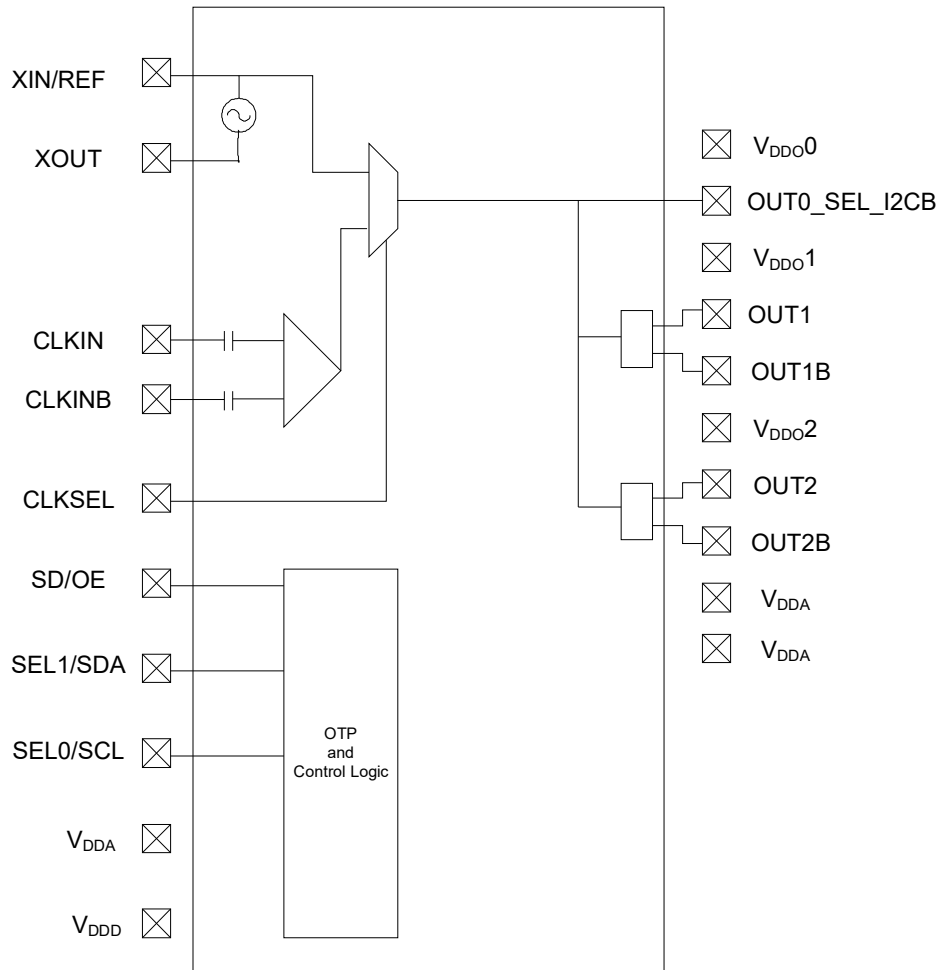 XIN/REF
XOUT
CLKIN
CLKINB
CLKSEL
SD/OE
SEL1/SDA
SEL0/SCL
VDDA
VDDD
OTP
and
Control Logic
VDDO0
OUT0_SEL_I2CB
VDDO1
OUT1
OUT1B
VDDO2
OUT2
OUT2B
VDDA
VDDA